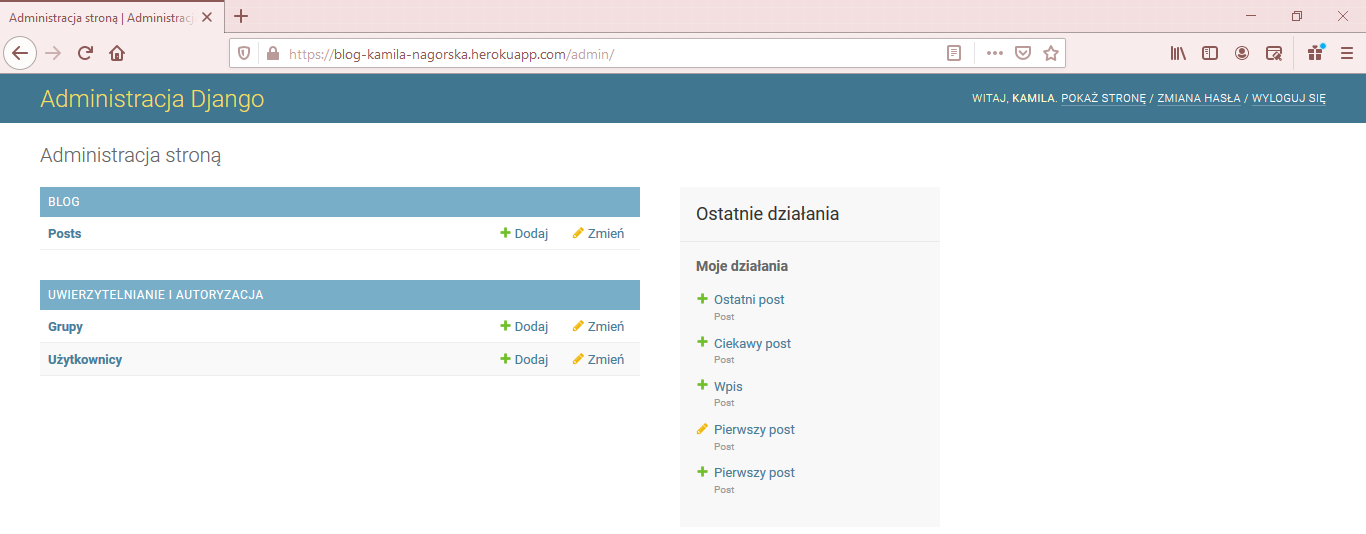 Administracja stroną | Administracj
https://blog-kamila-nagorska.herokuapp.com/admin/
Administracja Django
WITAJ, KAMILA. POKAŻ STRONĘ / ZMIANA HASŁA / WYLOGUJ SIĘ
Administracja stroną
BLOG
Posts Dodaj Zmień
UWIERZYTELNIANIE I AUTORYZACJA
Grupy Dodaj Zmień
Użytkownicy Dodaj Zmień
Ostatnie działania
Moje działania
Ostatni post
Post
Ciekawy post
Post
Wpis
Post
Pierwszy post
Post
Pierwszy post
Post